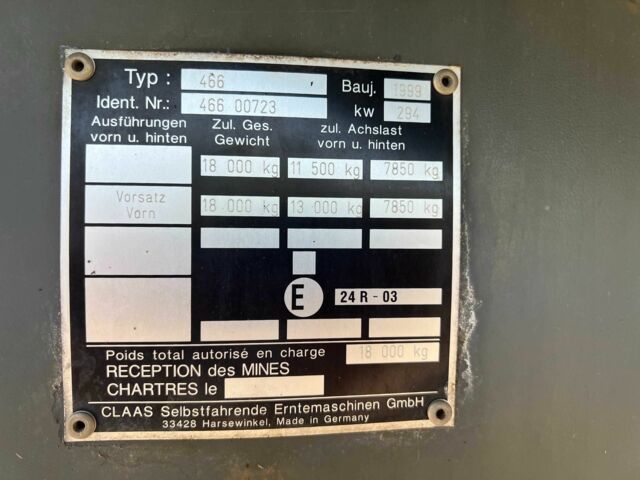 Typ : 466 Bauj. 1999
Ident. Nr.: 466 00723 kw 294
Ausführungen vorn u. hinten Zul. Ges. Gewicht zul. Achslast vorn u. hinten
18 000 kg 11 500 kg 7850 kg
Vorsatz Vorn 18 000 kg 13 000 kg 7850 kg
E 24 R - 03
Poids total autorisé en charge 18 000 kg
RECEPTION des MINES
CHARTRES le
CLAAS Selbstfahrende Erntemaschinen GmbH
33428 Harsewinkel, Made in Germany